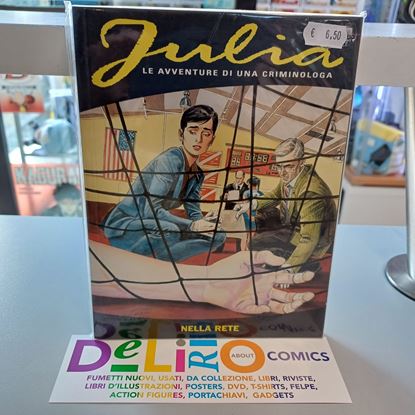 € 6,50
Julia
LE AVVENTURE DI UNA CRIMINOLOGA
NELLA RETE
DeLiRio ABOUT COMICS
FUMETTI NUOVI, USATI, DA COLLEZIONE, LIBRI, RIVISTE,
LIBRI D'ILLUSTRAZIONI, POSTERS, DVD, T-SHIRTS, FELPE,
ACTION FIGURES, PORTACHIAVI, GADGETS